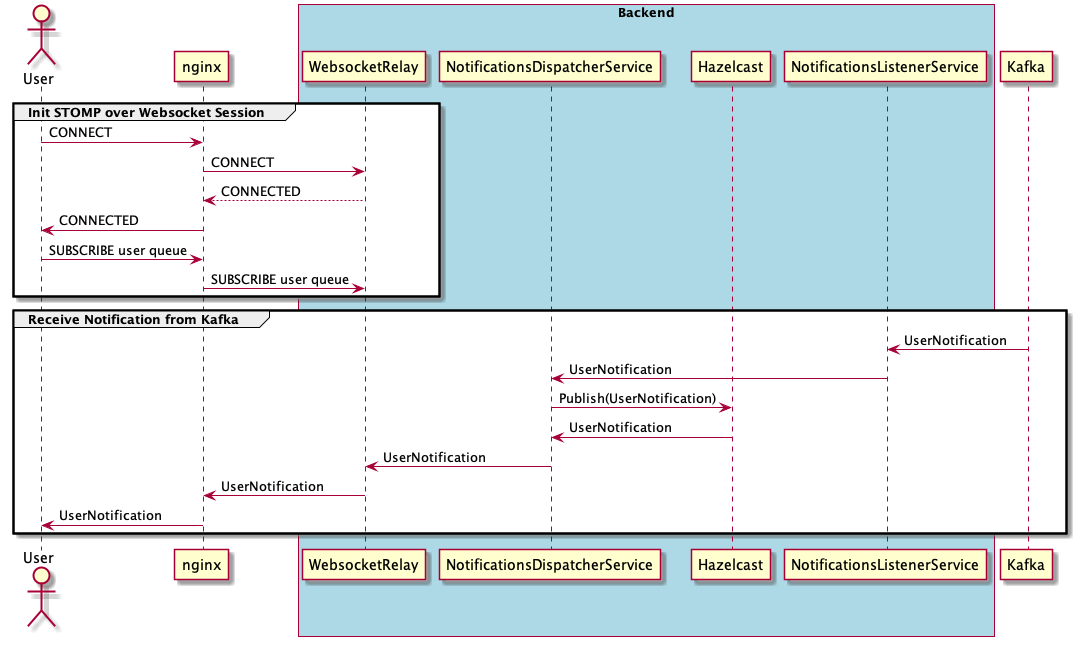 Backend
User
nginx
WebsocketRelay
NotificationsDispatcherService
Hazelcast
NotificationsListenerService
Kafka
Init STOMP over Websocket Session
CONNECT
CONNECT
CONNECTED
CONNECTED
SUBSCRIBE user queue
SUBSCRIBE user queue
Receive Notification from Kafka
UserNotification
UserNotification
Publish(UserNotification)
UserNotification
UserNotification
UserNotification
UserNotification
User
nginx
WebsocketRelay
NotificationsDispatcherService
Hazelcast
NotificationsListenerService
Kafka